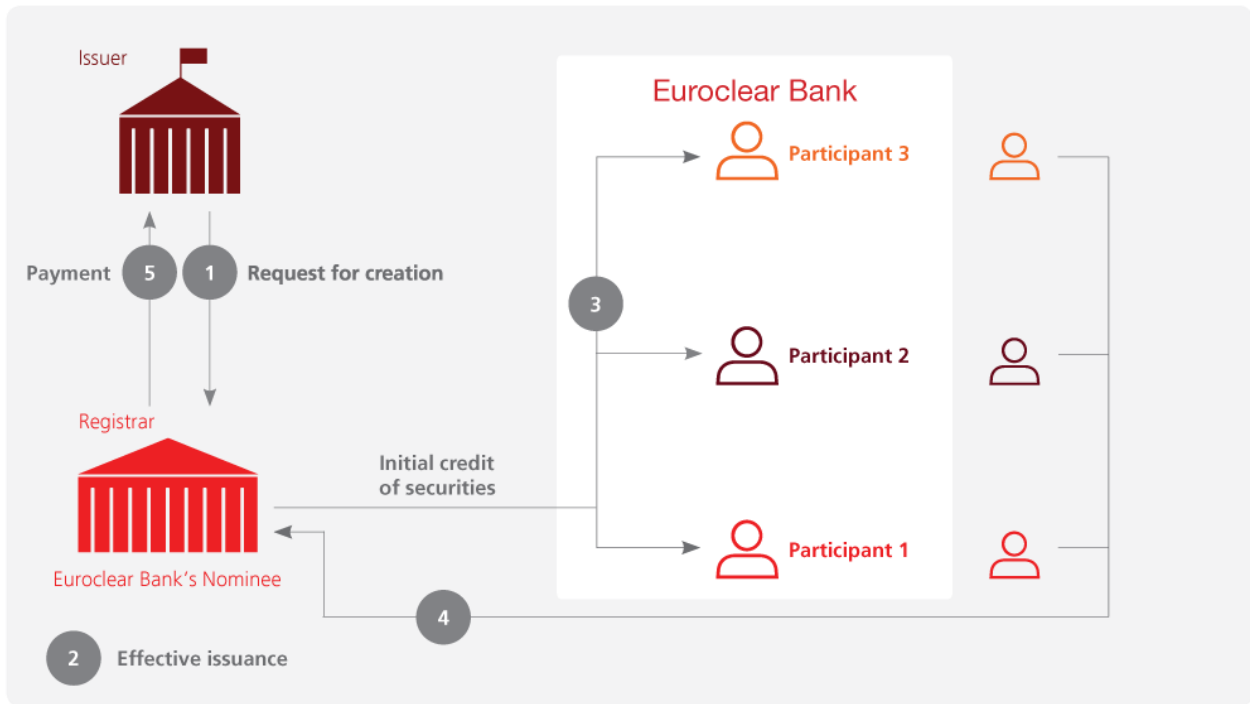 Issuer
Euroclear Bank
Participant 3
Payment
5
1
Request for creation
3
Participant 2
Registrar
Initial credit
of securities
Participant 1
Euroclear Bank’s Nominee
4
2
Effective issuance